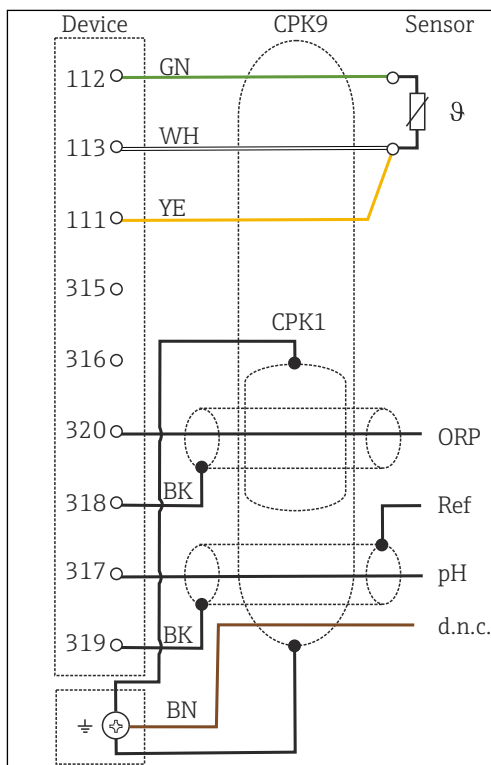 Device CPK9 Sensor
112 GN
ϑ
113 WH
111 YE
315
CPK1
316
320 ORP
318 BK Ref
317 pH
d.n.c.
319 BK
BN